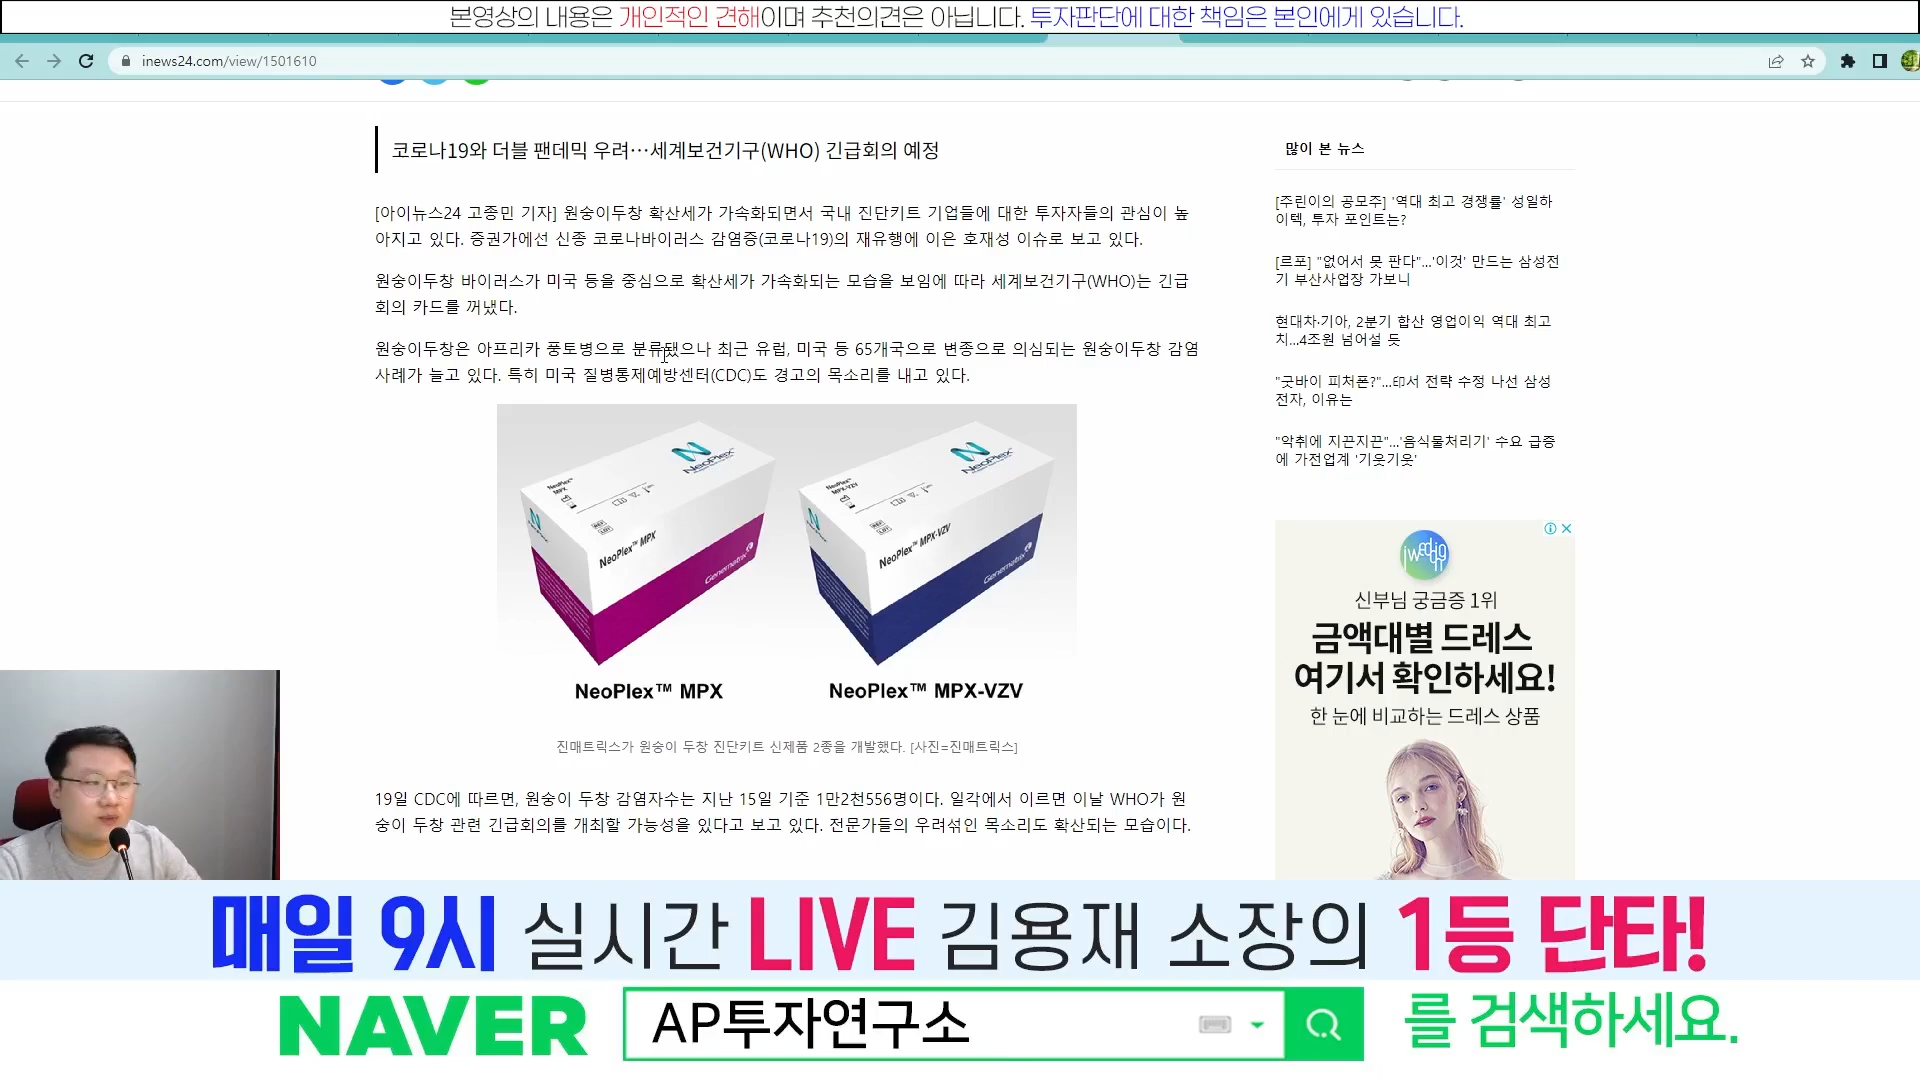 본영상의 내용은 개인적인 견해이며 추천의견은 아닙니다. 투자판단에 대한 책임은 본인에게 있습니다.
inews24.com/view/1501610
코로나19와 더블 팬데믹 우려…세계보건기구(WHO) 긴급회의 예정
[아이뉴스24 고종민 기자] 원숭이두창 확산세가 가속화되면서 국내 진단키트 기업들에 대한 투자자들의 관심이 높
아지고 있다. 증권가에선 신종 코로나바이러스 감염증(코로나19)의 재유행에 이은 호재성 이슈로 보고 있다.
원숭이두창 바이러스가 미국 등을 중심으로 확산세가 가속화되는 모습을 보임에 따라 세계보건기구(WHO)는 긴급
회의 카드를 꺼냈다.
원숭이두창은 아프리카 풍토병으로 분류됐으나 최근 유럽, 미국 등 65개국으로 변종으로 의심되는 원숭이두창 감염
사례가 늘고 있다. 특히 미국 질병통제예방센터(CDC)도 경고의 목소리를 내고 있다.
NeoPlex
NeoPlex™
MPX
NeoPlex™ MPX
Genematrix
NeoPlex
NeoPlex™
MPX-VZV
NeoPlex™ MPX-VZV
Genematrix
NeoPlex™ MPX
NeoPlex™ MPX-VZV
진매트릭스가 원숭이 두창 진단키트 신제품 2종을 개발했다. [사진=진매트릭스]
19일 CDC에 따르면, 원숭이 두창 감염자수는 지난 15일 기준 1만2천556명이다. 일각에서 이르면 이날 WHO가 원
숭이 두창 관련 긴급회의를 개최할 가능성을 있다고 보고 있다. 전문가들의 우려섞인 목소리도 확산되는 모습이다.
많이 본 뉴스
[주린이의 공모주] '역대 최고 경쟁률' 성일하
이텍, 투자 포인트는?
[르포] "없어서 못 판다"…'이것' 만드는 삼성전
기 부산사업장 가보니
현대차·기아, 2분기 합산 영업이익 역대 최고
치…4조원 넘어설 듯
"굿바이 피처폰?"…印서 전략 수정 나선 삼성
전자, 이유는
"악취에 지끈지끈"…'음식물처리기' 수요 급증
에 가전업계 '기웃기웃'
신부님 궁금증 1위
금액대별 드레스
여기서 확인하세요!
한 눈에 비교하는 드레스 상품
매일 9시 실시간 LIVE 김용재 소장의 1등 단타!
NAVER AP투자연구소 를 검색하세요.